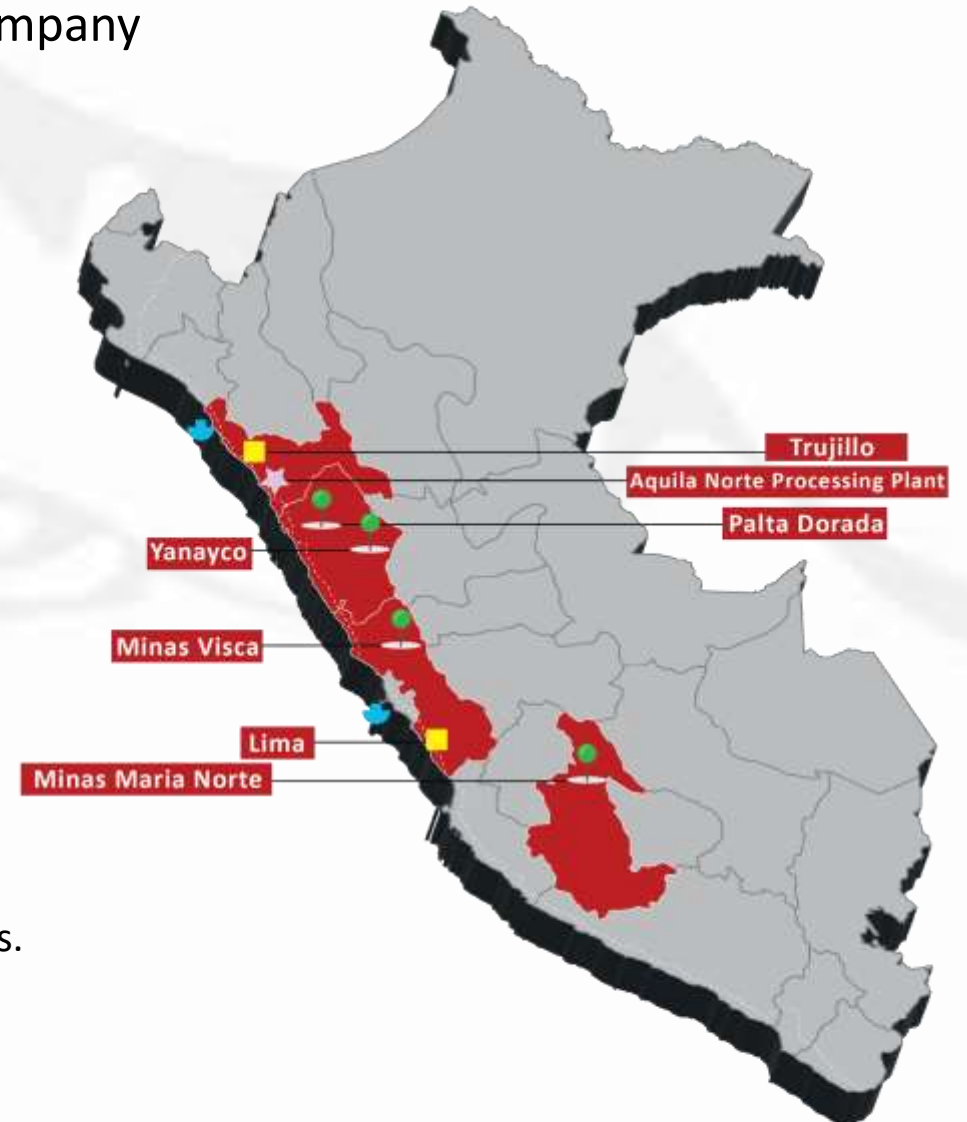 mpany
Trujillo
Aquila Norte Processing Plant
Palta Dorada
Yanayco
Minas Visca
Lima
Minas Maria Norte
s.